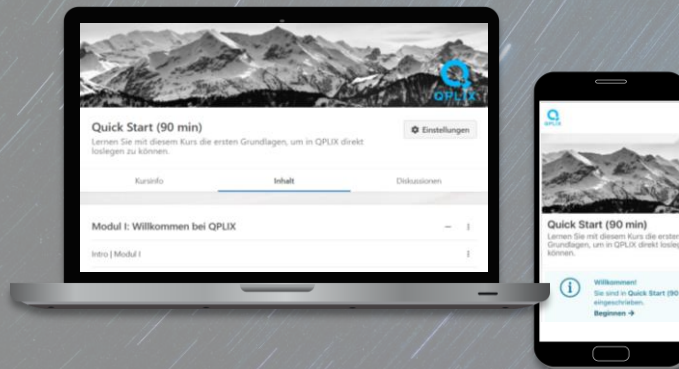 QPLIX
Quick Start (90 min)
Einstellungen
Lernen Sie mit diesem Kurs die ersten Grundlagen, um in QPLIX direkt
loslegen zu können.
Kursinfo
Inhalt
Diskussionen
Modul I: Willkommen bei QPLIX
Intro | Modul I
QPLIX
Quick Start (90 min)
Lernen Sie mit diesem Kurs die ersten
Grundlagen, um in QPLIX direkt losleg
können.
Willkommen!
Sie sind in Quick Start (90
eingeschrieben.
Beginnen →